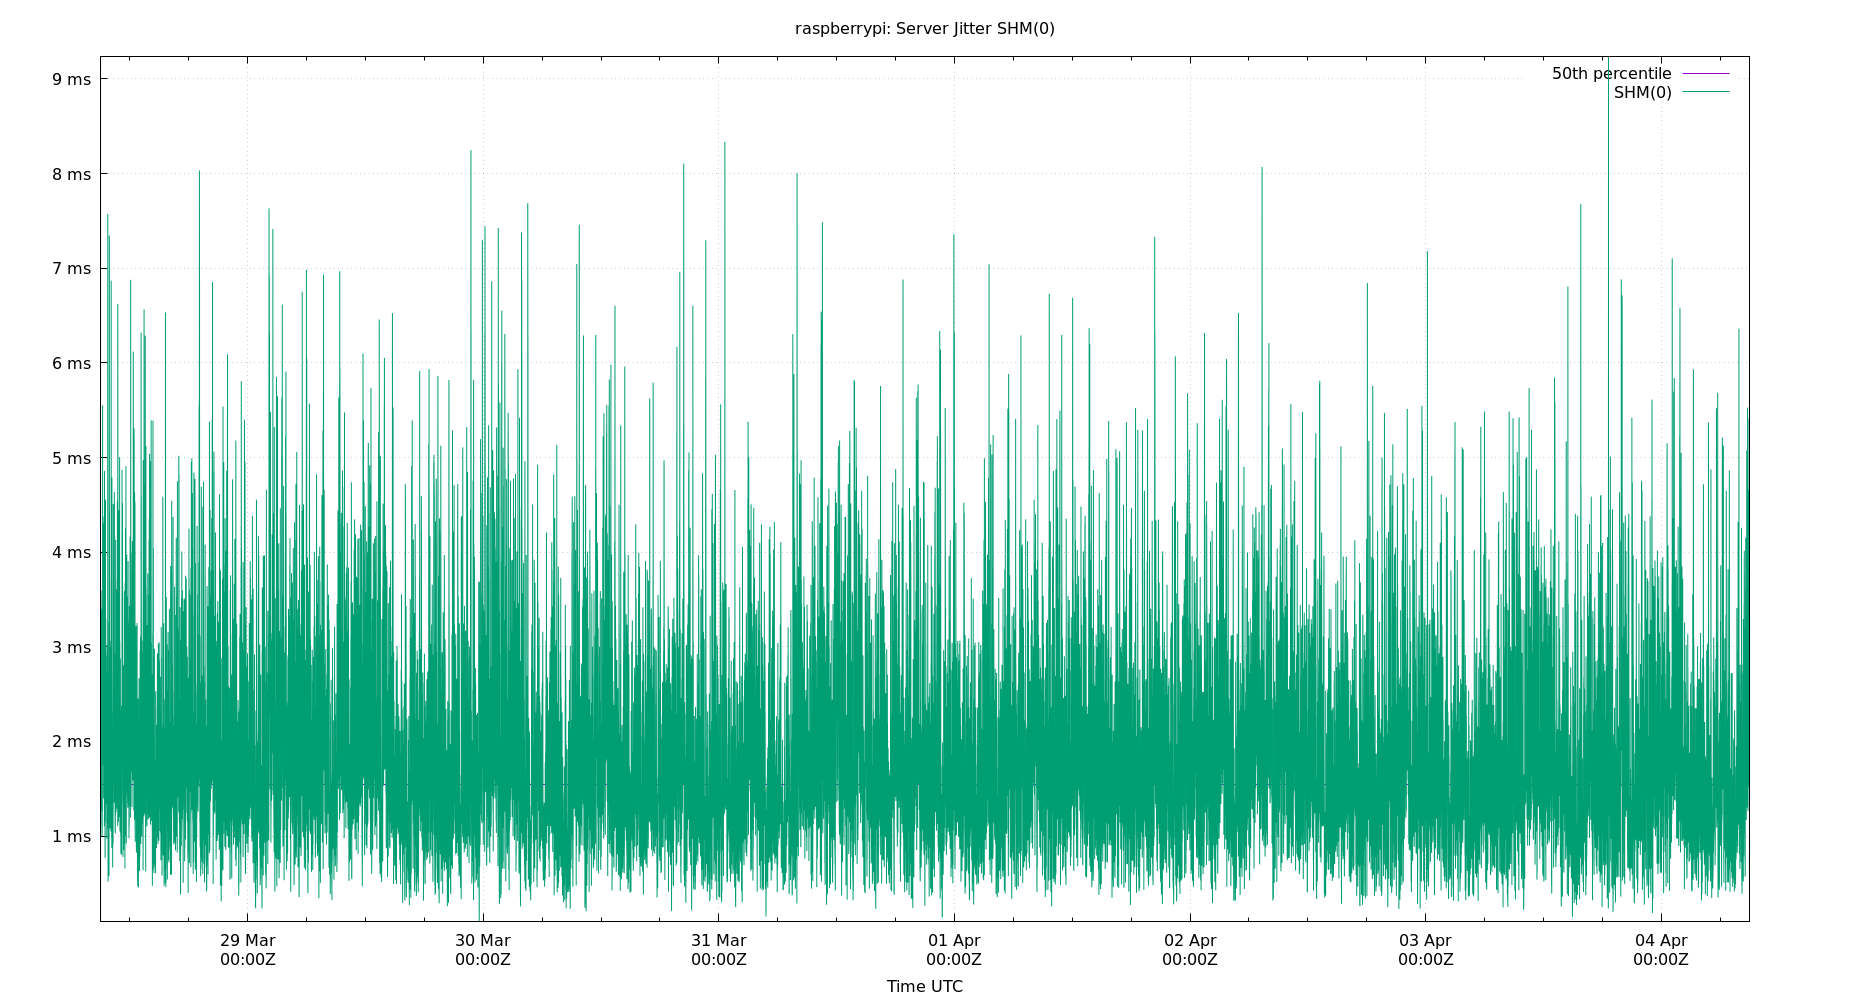 raspberrypi: Server Jitter SHM(0)
9 ms
50th percentile
SHM(0)
8 ms
7 ms
6 ms
5 ms
4 ms
3 ms
2 ms
1 ms
29 Mar 30 Mar 31 Mar 01 Apr 02 Apr 03 Apr 04 Apr
00:00Z 00:00Z 00:00Z 00:00Z 00:00Z 00:00Z 00:00Z
Time UTC